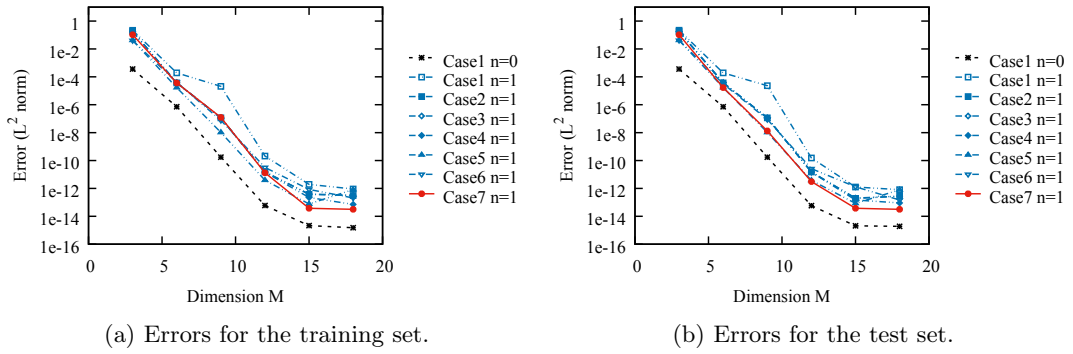 1
1e-2
1e-4
1e-6
1e-8
1e-10
1e-12
1e-14
1e-16
Error (L² norm)
0 5 10 15 20
Dimension M
Case1 n=0
Case1 n=1
Case2 n=1
Case3 n=1
Case4 n=1
Case5 n=1
Case6 n=1
Case7 n=1
(a) Errors for the training set.
1
1e-2
1e-4
1e-6
1e-8
1e-10
1e-12
1e-14
1e-16
Error (L² norm)
0 5 10 15 20
Dimension M
Case1 n=0
Case1 n=1
Case2 n=1
Case3 n=1
Case4 n=1
Case5 n=1
Case6 n=1
Case7 n=1
(b) Errors for the test set.